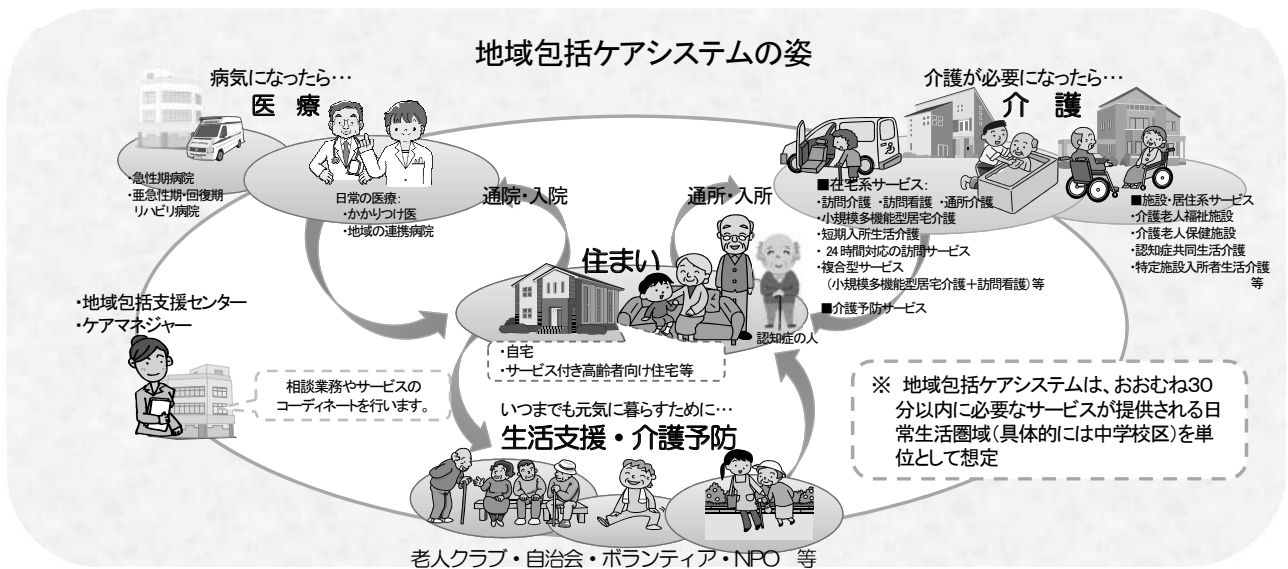 地域包括ケアシステムの姿
病気になったら…
医 療
・急性期病院
・亜急性期・回復期
リハビリ病院
日常の医療:
・かかりつけ医
・地域の連携病院
通院・入院
通所・入所
介護が必要になったら…
介 護
■在宅系サービス:
・訪問介護 ・訪問看護 ・通所介護
・小規模多機能型居宅介護
・短期入所生活介護
・24時間対応の訪問サービス
・複合型サービス
(小規模多機能型居宅介護+訪問看護)等
■介護予防サービス
■施設・居住系サービス
・介護老人福祉施設
・介護老人保健施設
・認知症共同生活介護
・特定施設入所者生活介護
等
住まい
認知症の人
・自宅
・サービス付き高齢者向け住宅等
・地域包括支援センター
・ケアマネジャー
相談業務やサービスの
コーディネートを行います。
いつまでも元気に暮らすために…
生活支援・介護予防
老人クラブ・自治会・ボランティア・NPO 等
※ 地域包括ケアシステムは、おおむね30
分以内に必要なサービスが提供される日
常生活圏域(具体的には中学校区)を単
位として想定